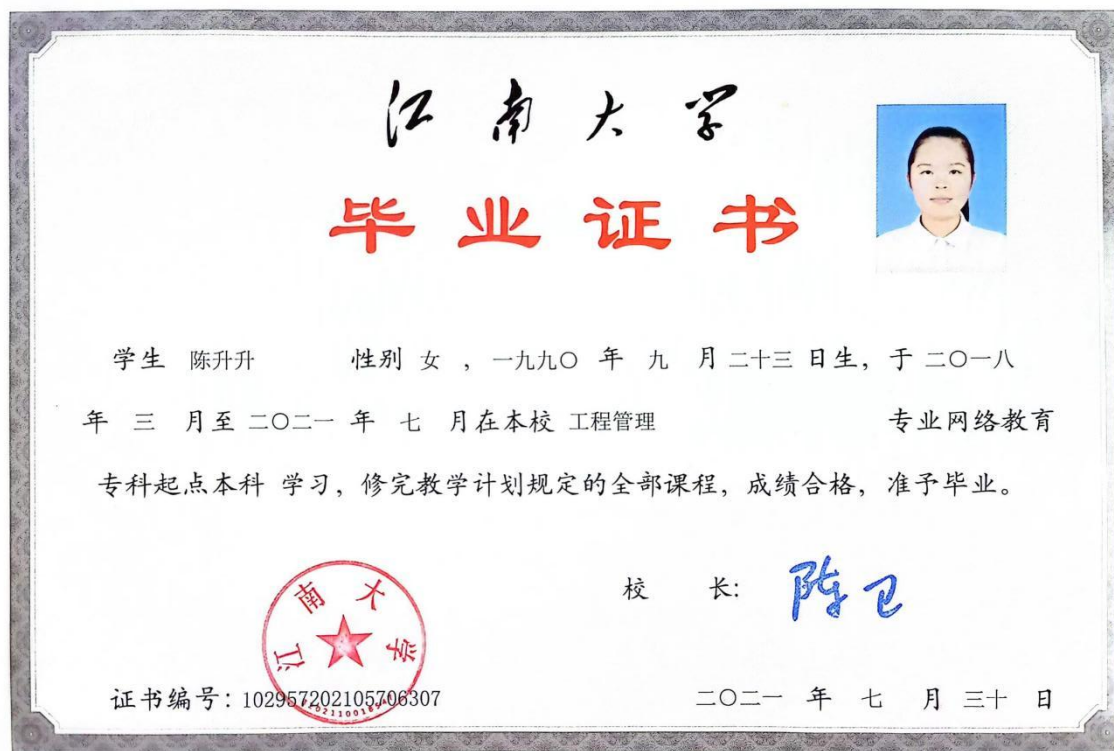 江南大学
毕业证书
学生 陈升升 性别 女 ，一九九〇 年 九 月 二十三 日生，于 二〇一八
年 三 月至 二〇二一 年 七 月在本校 工程管理 专业网络教育
专科起点本科 学习，修完教学计划规定的全部课程，成绩合格，准予毕业。
校 长：陈卫
江南大学
证书编号：102957202105706307
二〇二一 年 七 月 三十 日